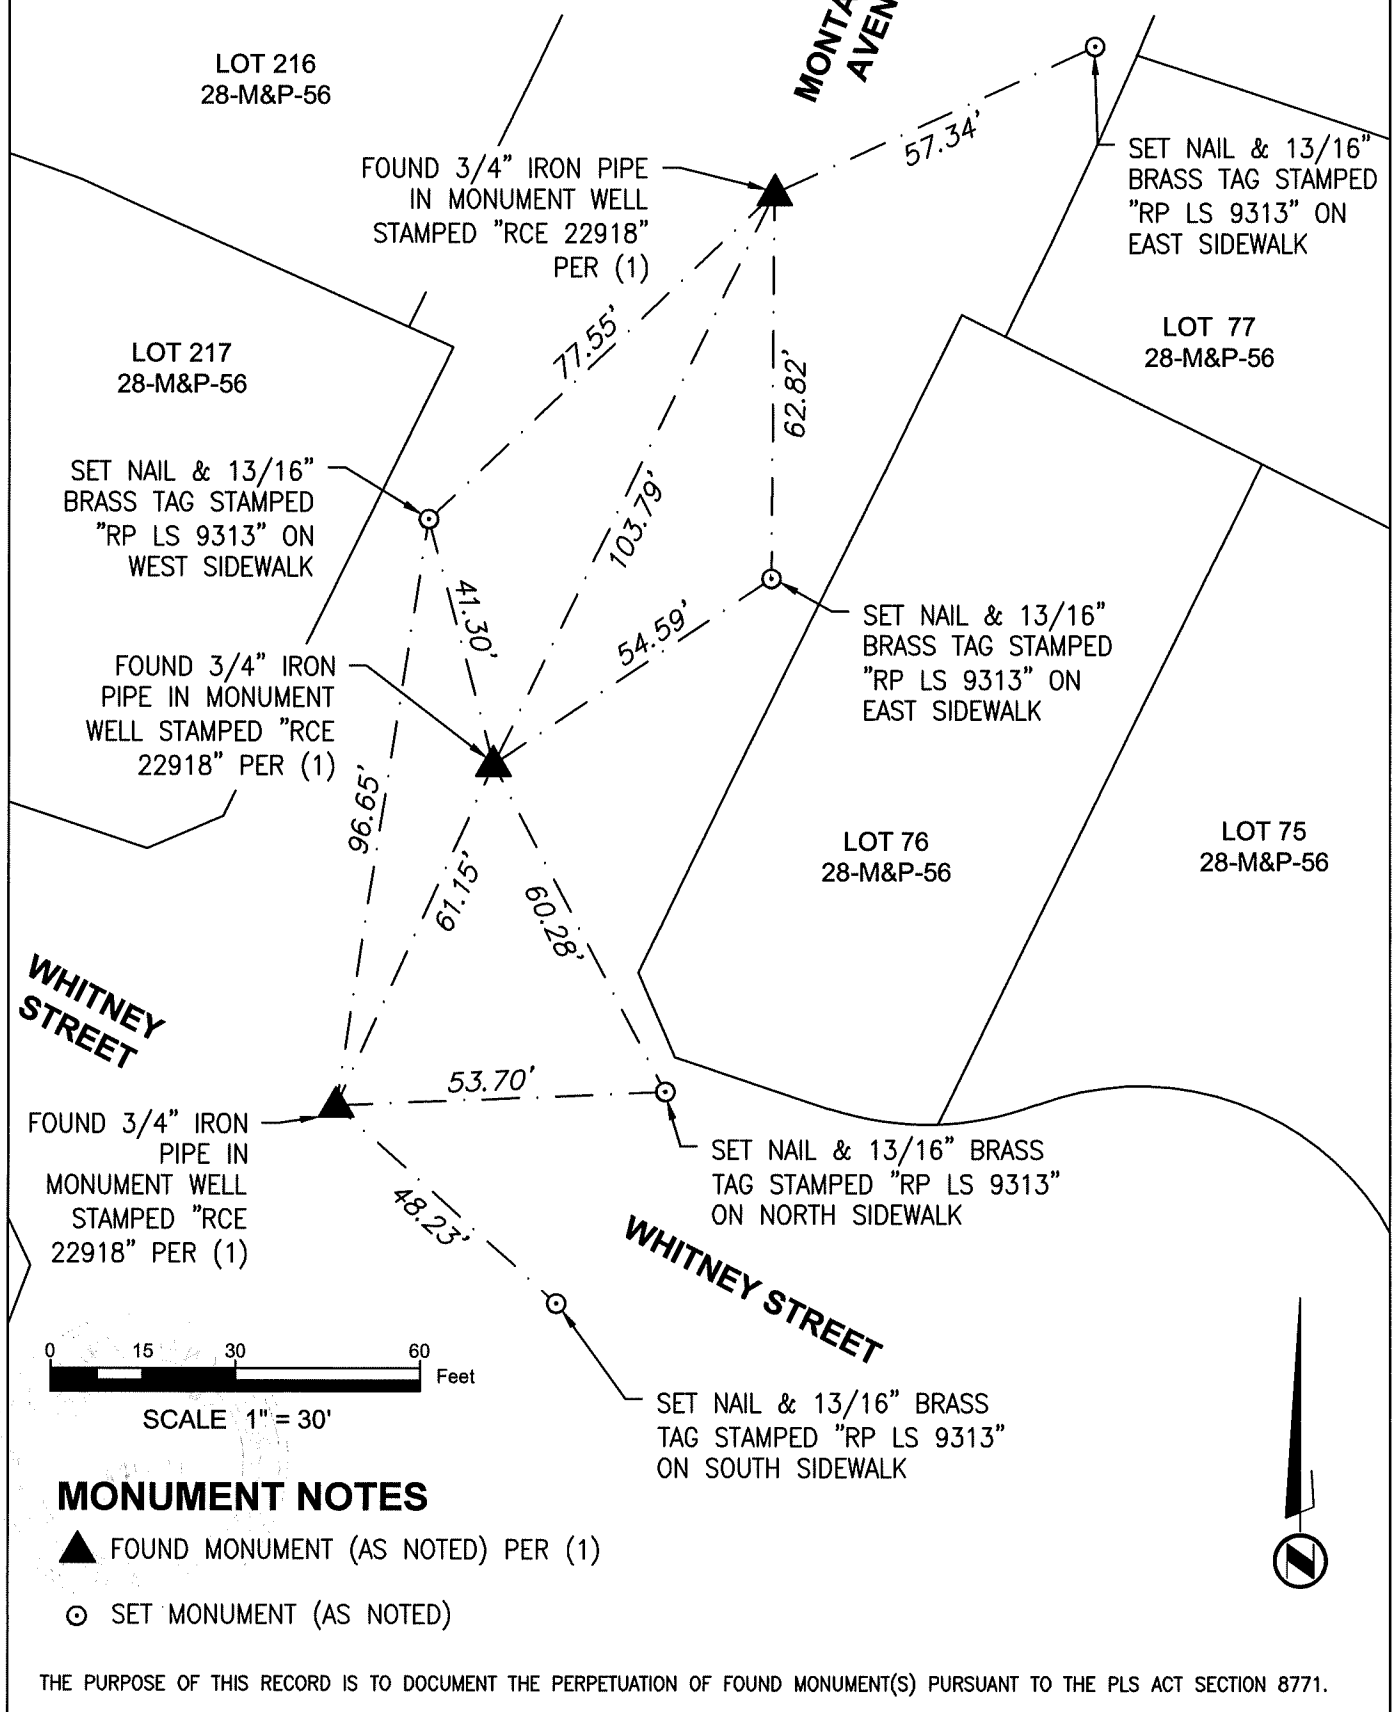 LOT 216
28-M&P-56
FOUND 3/4" IRON PIPE
IN MONUMENT WELL
STAMPED "RCE 22918"
PER (1)
57.34'
SET NAIL & 13/16"
BRASS TAG STAMPED
"RP LS 9313" ON
EAST SIDEWALK
LOT 77
28-M&P-56
LOT 217
28-M&P-56
77.55'
62.82'
103.79'
SET NAIL & 13/16"
BRASS TAG STAMPED
"RP LS 9313" ON
WEST SIDEWALK
41.30'
54.59'
SET NAIL & 13/16"
BRASS TAG STAMPED
"RP LS 9313" ON
EAST SIDEWALK
FOUND 3/4" IRON
PIPE IN MONUMENT
WELL STAMPED "RCE
22918" PER (1)
96.65'
61.15'
60.28'
LOT 76
28-M&P-56
LOT 75
28-M&P-56
WHITNEY
STREET
53.70'
FOUND 3/4" IRON
PIPE IN
MONUMENT WELL
STAMPED "RCE
22918" PER (1)
48.23'
SET NAIL & 13/16" BRASS
TAG STAMPED "RP LS 9313"
ON NORTH SIDEWALK
WHITNEY STREET
0 15 30 60
Feet
SCALE 1" = 30'
SET NAIL & 13/16" BRASS
TAG STAMPED "RP LS 9313"
ON SOUTH SIDEWALK
MONUMENT NOTES
FOUND MONUMENT (AS NOTED) PER (1)
SET MONUMENT (AS NOTED)
N
THE PURPOSE OF THIS RECORD IS TO DOCUMENT THE PERPETUATION OF FOUND MONUMENT(S) PURSUANT TO THE PLS ACT SECTION 8771.